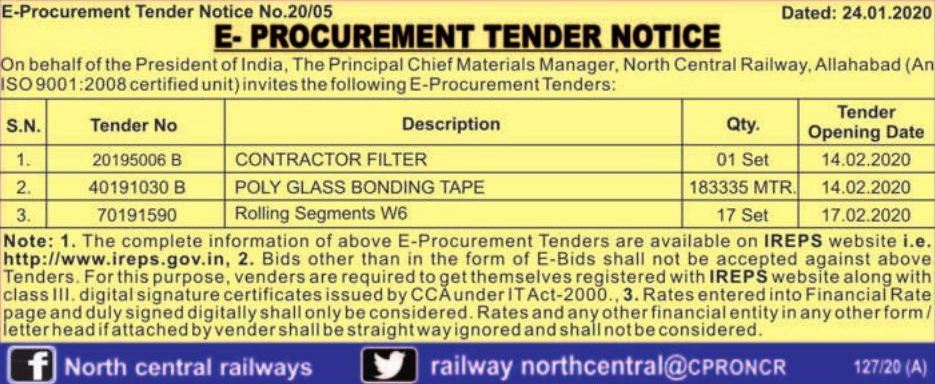 E-Procurement Tender Notice No.20/05 Dated: 24.01.2020
E- PROCUREMENT TENDER NOTICE
On behalf of the President of India, The Principal Chief Materials Manager, North Central Railway, Allahabad (An
ISO 9001:2008 certified unit) invites the following E-Procurement Tenders:
S.N. Tender No Description Qty. Tender Opening Date
1. 20195006 B CONTRACTOR FILTER 01 Set 14.02.2020
2. 40191030 B POLY GLASS BONDING TAPE 183335 MTR. 14.02.2020
3. 70191590 Rolling Segments W6 17 Set 17.02.2020
Note: 1. The complete information of above E-Procurement Tenders are available on IREPS website i.e.
http://www.ireps.gov.in, 2. Bids other than in the form of E-Bids shall not be accepted against above
Tenders. For this purpose, venders are required to get themselves registered with IREPS website along with
class III. digital signature certificates issued by CCA under IT Act-2000., 3. Rates entered into Financial Rate
page and duly signed digitally shall only be considered. Rates and any other financial entity in any other form /
letter head if attached by vender shall be straight way ignored and shall not be considered.
f North central railways railway northcentral@CPRONCR 127/20 (A)